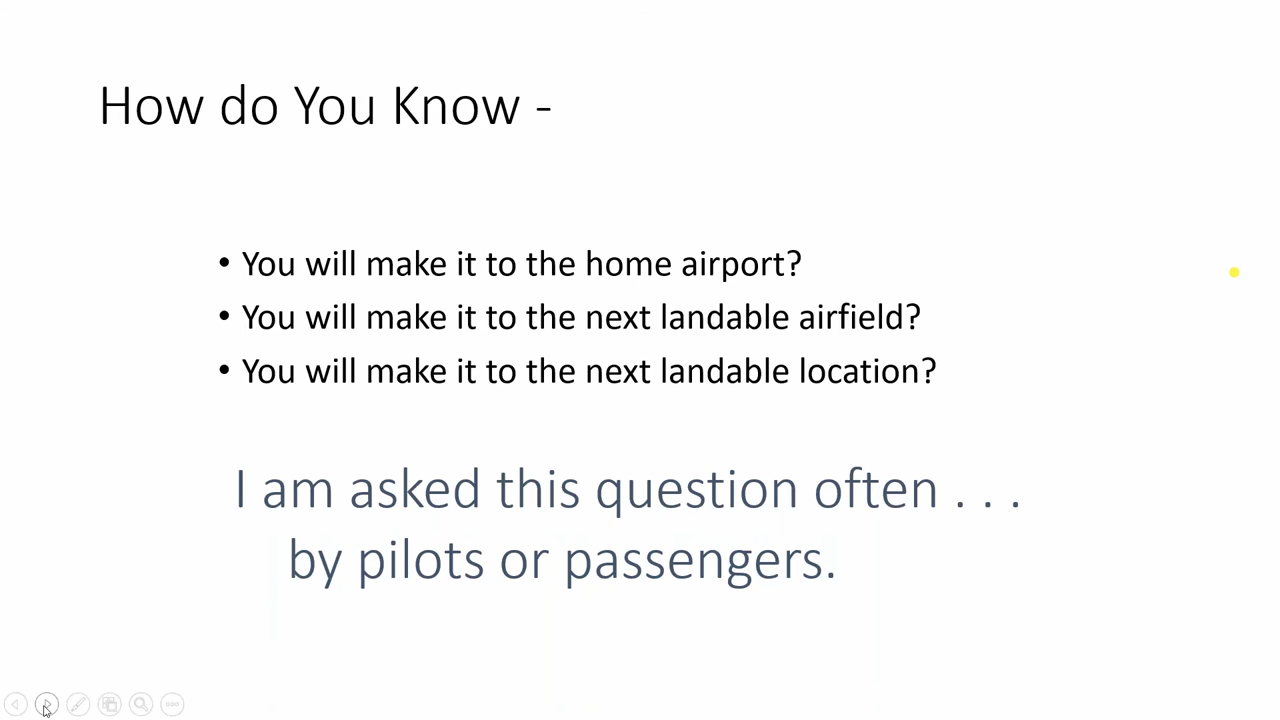 How do You Know -
• You will make it to the home airport?
• You will make it to the next landable airfield?
• You will make it to the next landable location?
I am asked this question often . . .
by pilots or passengers.